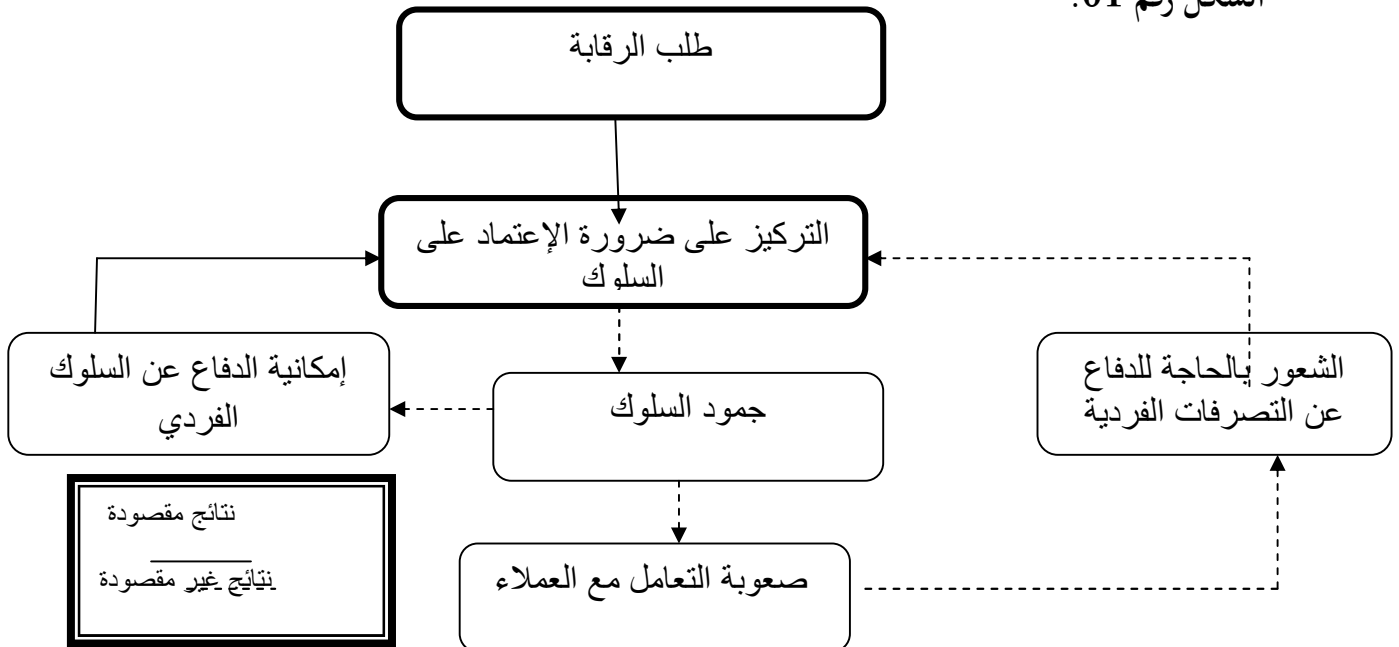 الشكل رقم 01:
طلب الرقابة
التركيز على ضرورة الإعتماد على
السلوك
إمكانية الدفاع عن السلوك
الفردي
جمود السلوك
الشعور بالحاجة للدفاع
عن التصرفات الفردية
نتائج مقصودة
نتائج غير مقصودة
صعوبة التعامل مع العملاء